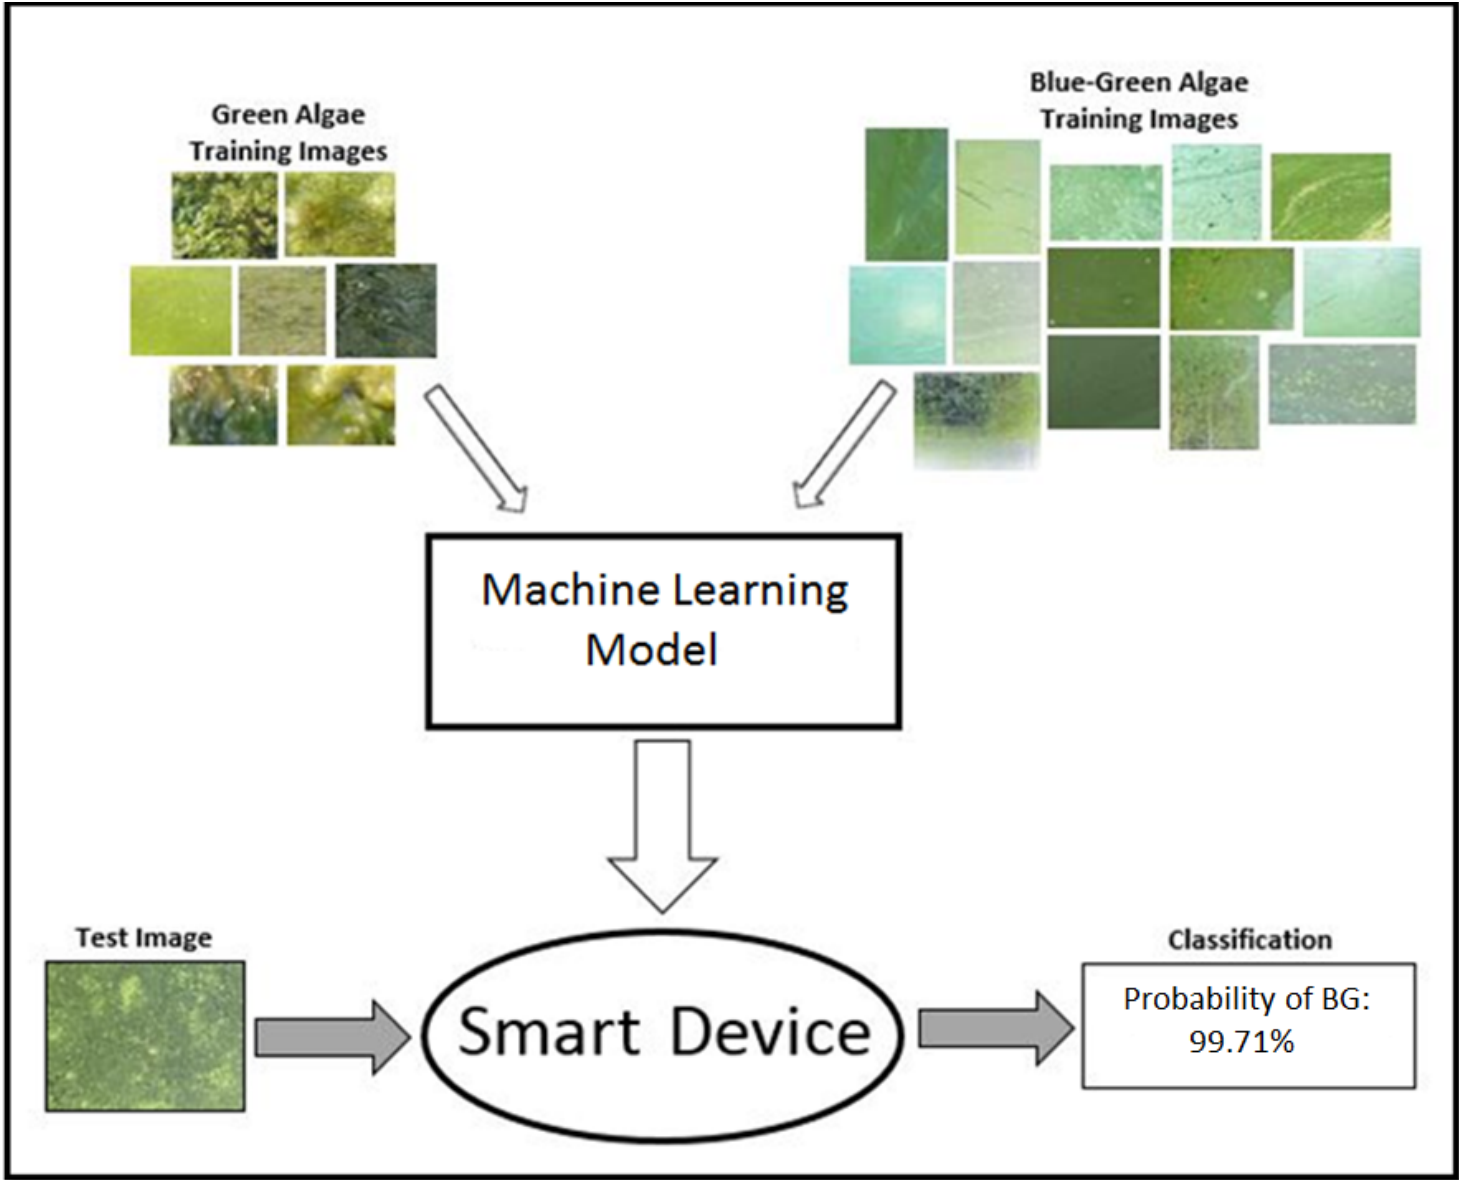 Green Algae
Training Images
Blue-Green Algae
Training Images
Machine Learning
Model
Test Image
Smart Device
Classification
Probability of BG:
99.71%